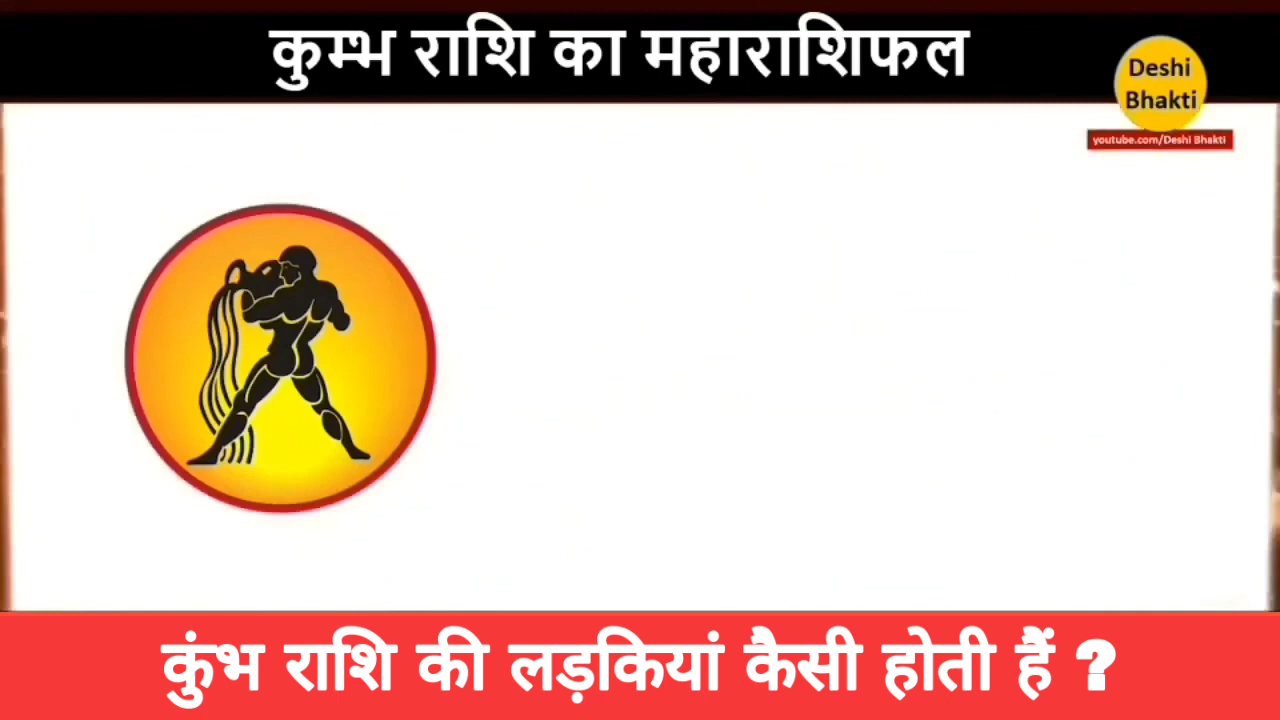 कुम्भ राशि का महाराशिफल
Deshi
Bhakti
youtube.com/Deshi Bhakti
कुंभ राशि की लड़कियां कैसी होती हैं ?